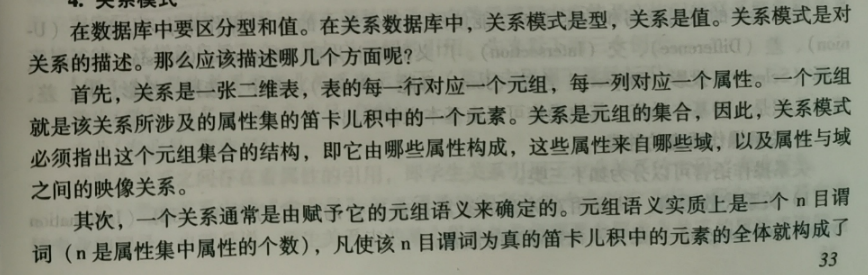 4. 关系模式
在数据库中要区分型和值。在关系数据库中，关系模式是型，关系是值。关系模式是对
关系的描述。那么应该描述哪几个方面呢？
首先，关系是一张二维表，表的每一行对应一个元组，每一列对应一个属性。一个元组
就是该关系所涉及的属性集的笛卡儿积中的一个元素。关系是元组的集合，因此，关系模式
必须指出这个元组集合的结构，即它由哪些属性构成，这些属性来自哪些域，以及属性与域
之间的映像关系。
其次，一个关系通常是由赋予它的元组语义来确定的。元组语义实质上是一个 n 目谓
词（n 是属性集中属性的个数），凡使该 n 目谓词为真的笛卡儿积中的元素的全体就构成了
33